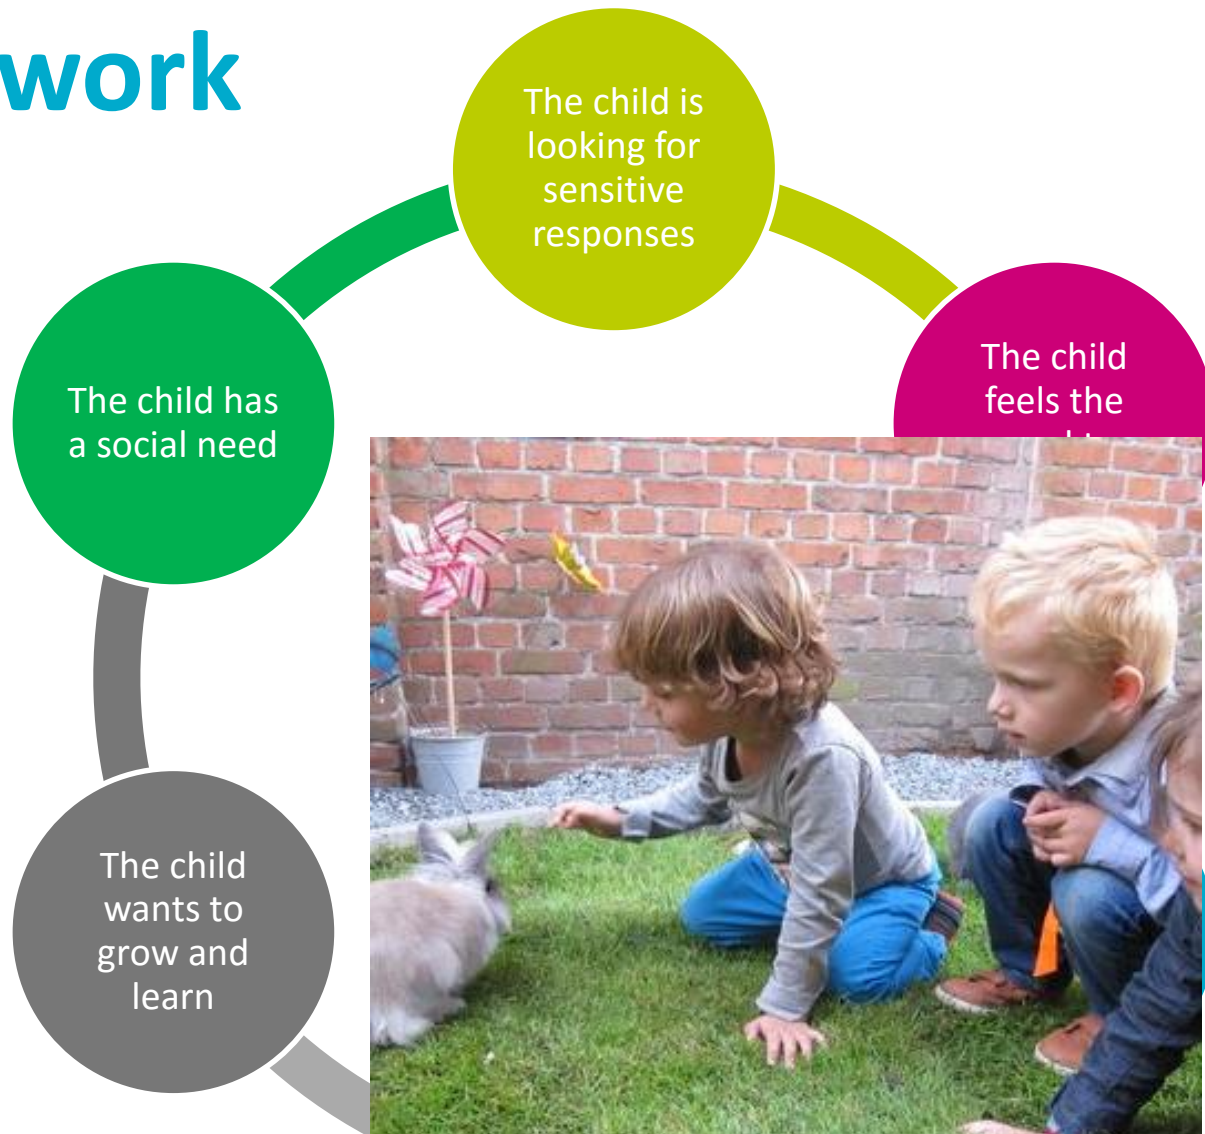 work
The child is
looking for
sensitive
responses
The child
feels the
The child has
a social need
The child
wants to
grow and
learn